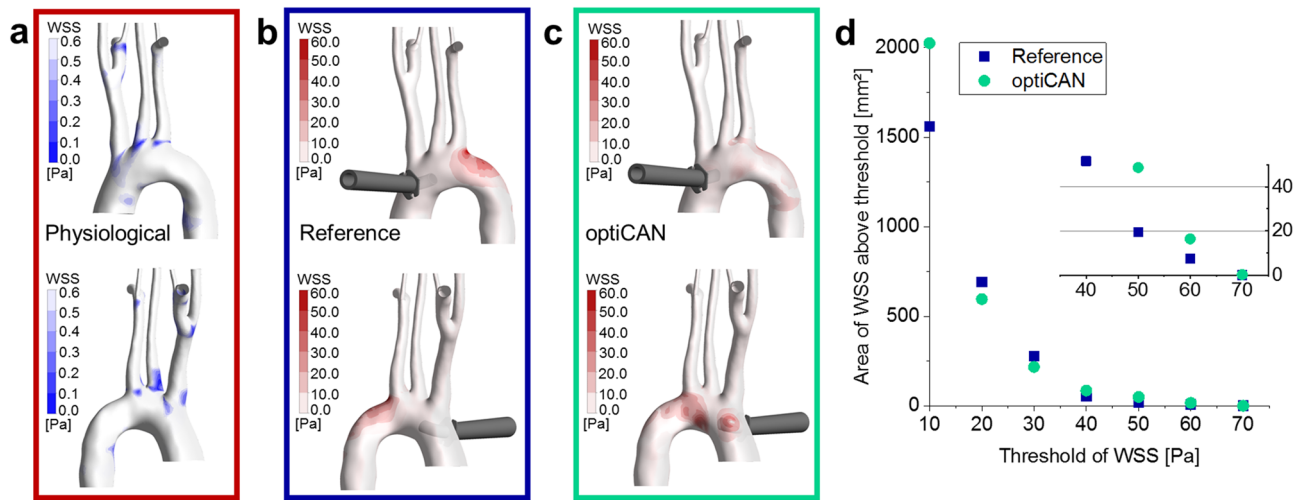 a
WSS
0.6
0.5
0.4
0.3
0.2
0.1
0.0
[Pa]
Physiological
WSS
0.6
0.5
0.4
0.3
0.2
0.1
0.0
[Pa]
b
WSS
60.0
50.0
40.0
30.0
20.0
10.0
0.0
[Pa]
Reference
WSS
60.0
50.0
40.0
30.0
20.0
10.0
0.0
[Pa]
c
WSS
60.0
50.0
40.0
30.0
20.0
10.0
0.0
[Pa]
optiCAN
WSS
60.0
50.0
40.0
30.0
20.0
10.0
0.0
[Pa]
d
Area of WSS above threshold [mm²]
2000
1500
1000
500
0
Reference
optiCAN
40
20
0
40 50 60 70
10 20 30 40 50 60 70
Threshold of WSS [Pa]